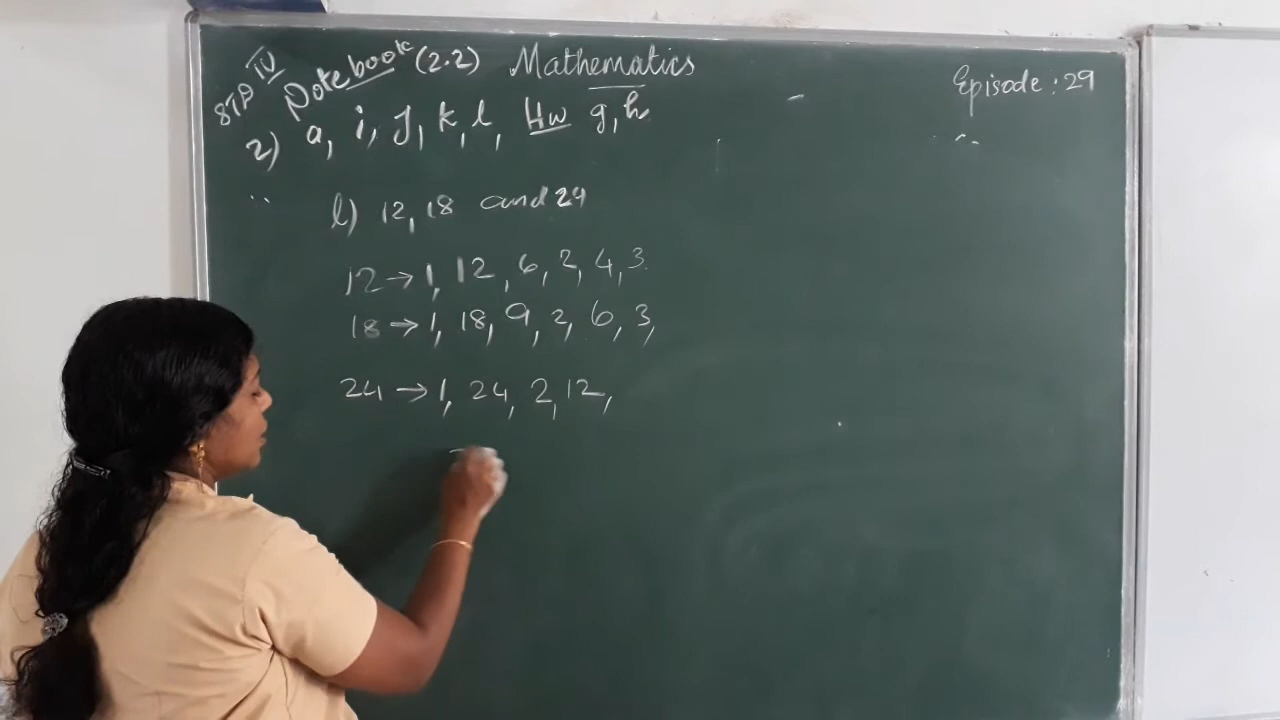 STD IV
Notebook (2.2) Mathematics
Episode : 29
2) a, i, j, k, l, HW g, h
l) 12, 18 and 24
12 → 1, 12, 6, 2, 4, 3.
18 → 1, 18, 9, 2, 6, 3,
24 → 1, 24, 2, 12,